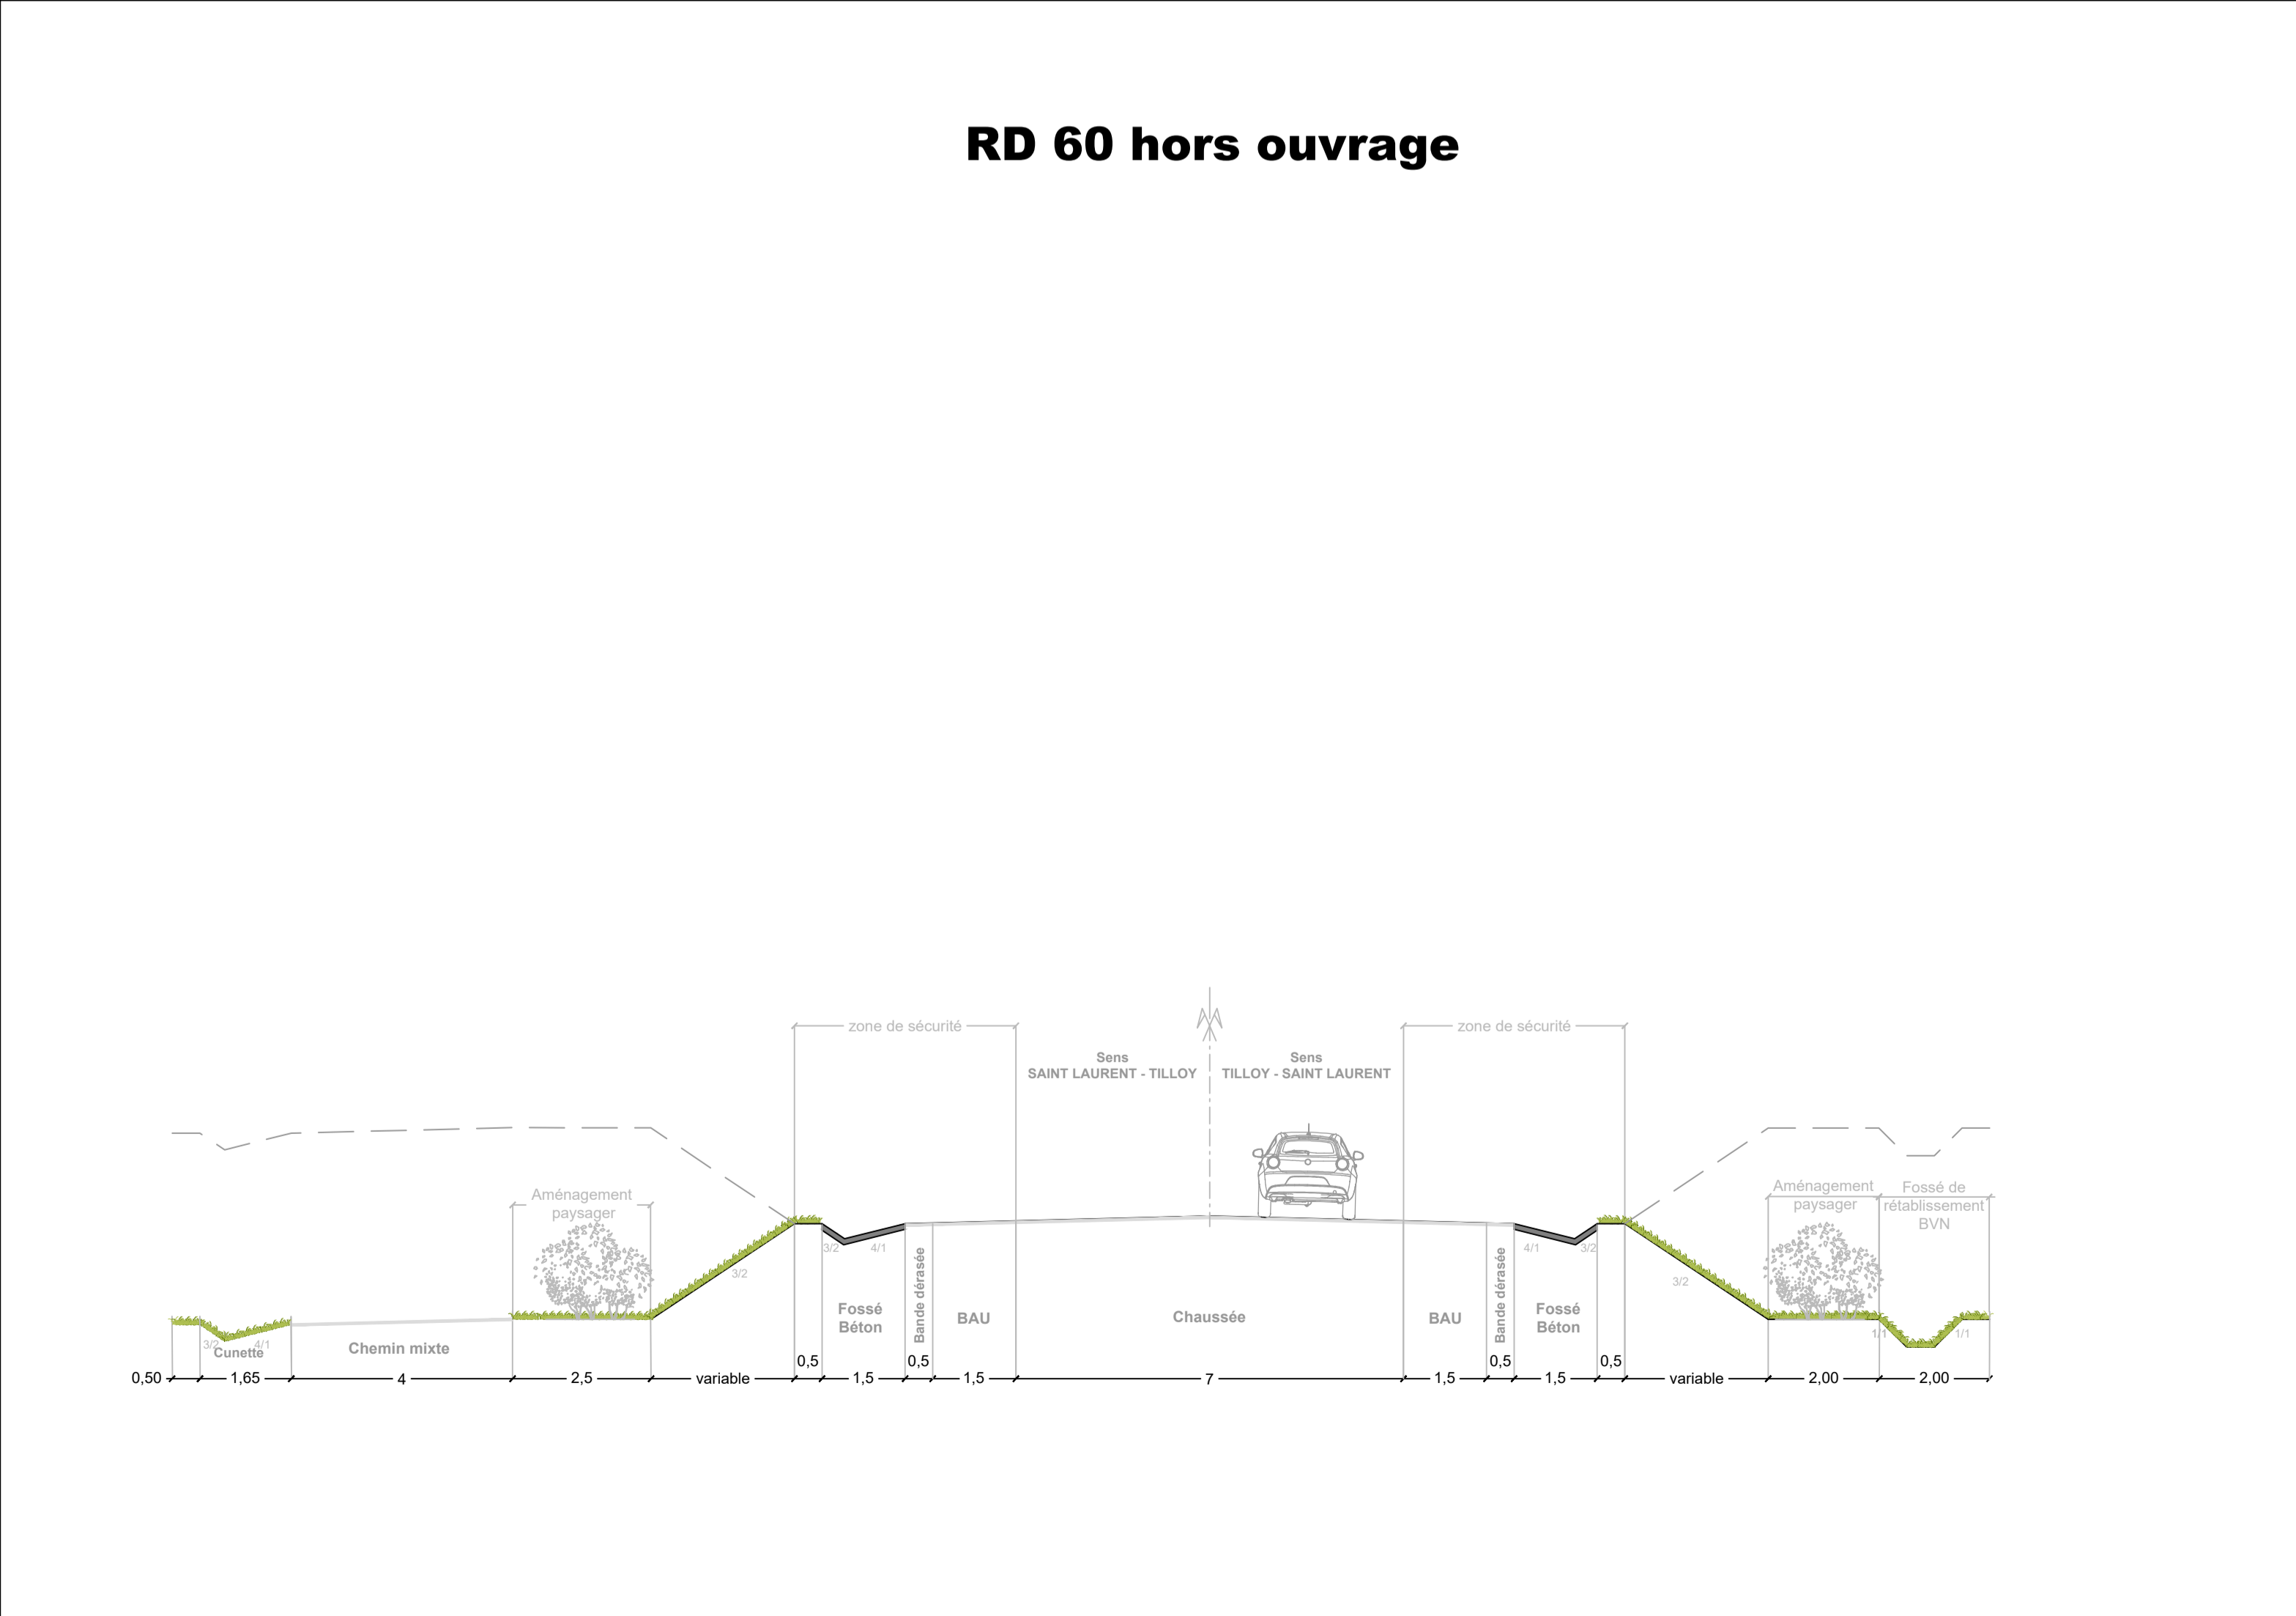 RD 60 hors ouvrage
zone de sécurité
zone de sécurité
Sens
SAINT LAURENT - TILLOY
Sens
TILLOY - SAINT LAURENT
Aménagement
paysager
Aménagement
paysager
Fossé de
rétablissement
BVN
3/2
4/1
3/2
3/2
4/1
4/1
3/2
3/2
1/1
1/1
Cunette
Chemin mixte
Fossé
Béton
Bande dérasée
BAU
Chaussée
BAU
Bande dérasée
Fossé
Béton
0,5
0,5
0,5
0,5
0,50
1,65
4
2,5
variable
1,5
1,5
7
1,5
1,5
variable
2,00
2,00